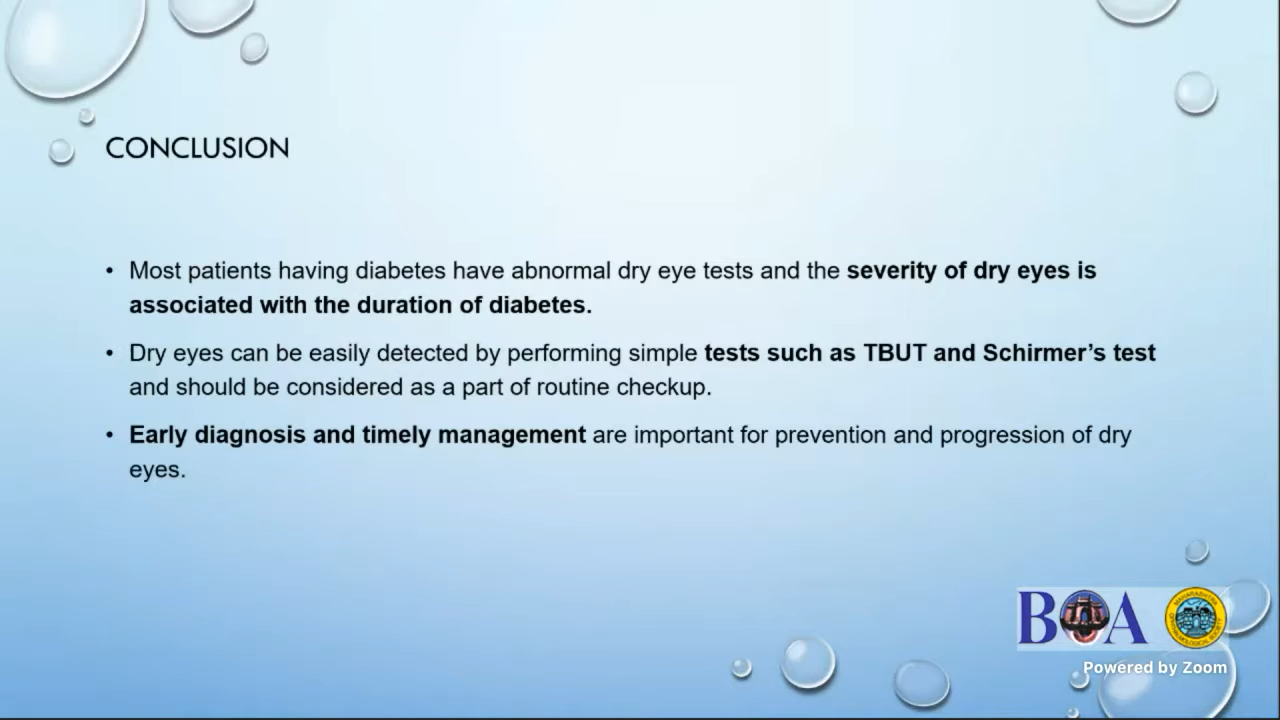 CONCLUSION
• Most patients having diabetes have abnormal dry eye tests and the severity of dry eyes is
associated with the duration of diabetes.
• Dry eyes can be easily detected by performing simple tests such as TBUT and Schirmer’s test
and should be considered as a part of routine checkup.
• Early diagnosis and timely management are important for prevention and progression of dry
eyes.
BOA
MAHARASHTRA OPHTHALMOLOGICAL SOCIETY
Powered by Zoom